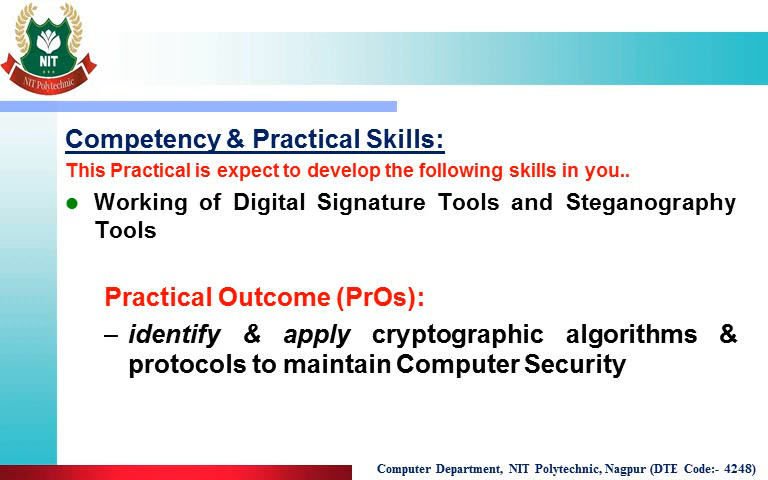 NIT
NIT Polytechnic
Competency & Practical Skills:
This Practical is expect to develop the following skills in you..
Working of Digital Signature Tools and Steganography
Tools
Practical Outcome (PrOs):
– identify & apply cryptographic algorithms &
protocols to maintain Computer Security
Computer Department, NIT Polytechnic, Nagpur (DTE Code:- 4248)